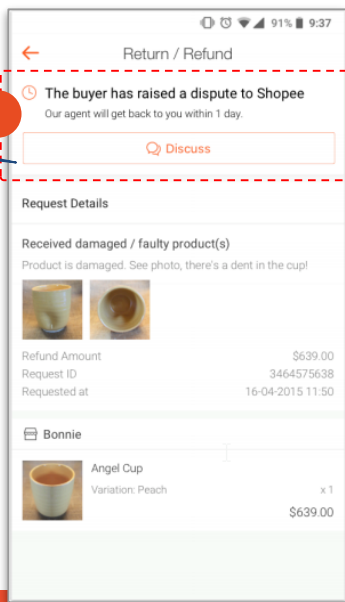 91% 9:37
Return / Refund
The buyer has raised a dispute to Shopee
Our agent will get back to you within 1 day.
Discuss
Request Details
Received damaged / faulty product(s)
Product is damaged. See photo, there's a dent in the cup!
Refund Amount $639.00
Request ID 3464575638
Requested at 16-04-2015 11:50
Bonnie
Angel Cup
Variation: Peach x 1
$639.00